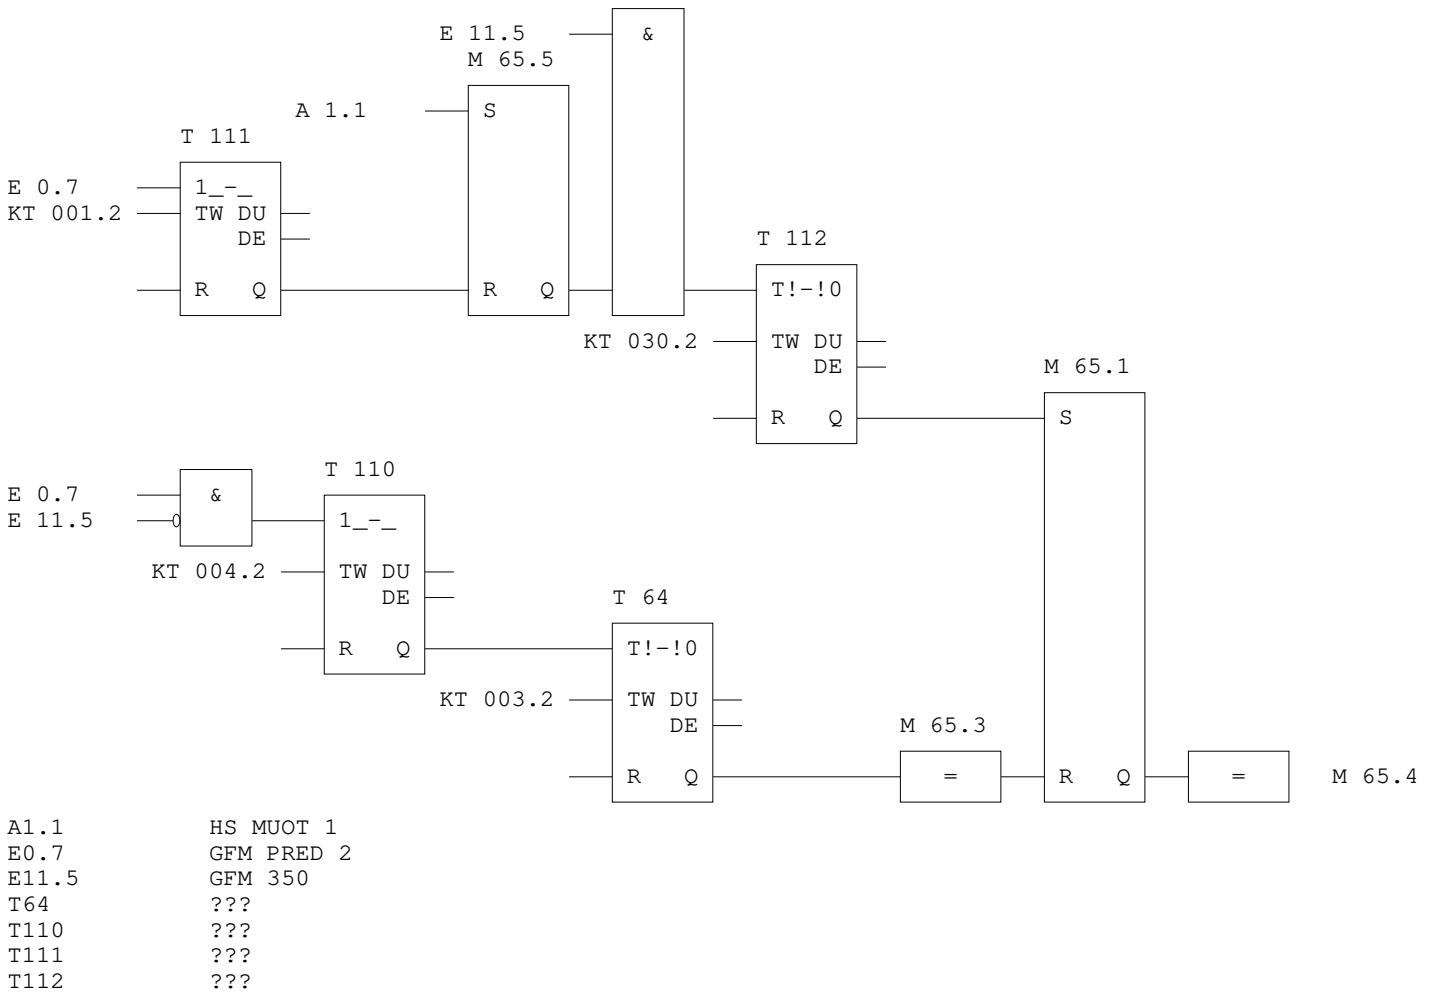 E 11.5 &
M 65.5
A 1.1 S
T 111
E 0.7 1_-_
KT 001.2 TW DU
DE
T 112
R Q R Q T!-!0
KT 030.2 TW DU
DE M 65.1
R Q S
T 110
E 0.7 &
E 11.5 1_-_
KT 004.2 TW DU
DE T 64
R Q T!-!0
KT 003.2 TW DU
DE M 65.3
R Q = R Q = M 65.4
A1.1 HS MUOT 1
E0.7 GFM PRED 2
E11.5 GFM 350
T64 ???
T110 ???
T111 ???
T112 ???